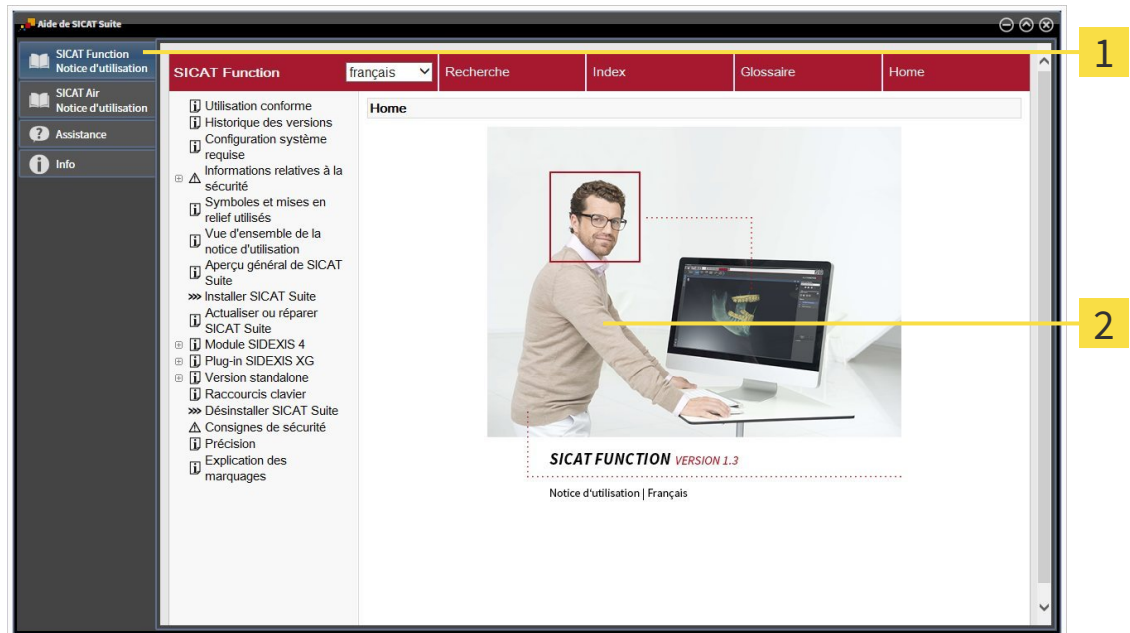 Aide de SICAT Suite
1
SICAT Function
Notice d'utilisation
SICAT Air
Notice d'utilisation
Assistance
Info
SICAT Function
français
Recherche
Index
Glossaire
Home
Utilisation conforme
Historique des versions
Configuration système
requise
Informations relatives à la
sécurité
Symboles et mises en
relief utilisés
Vue d'ensemble de la
notice d'utilisation
Aperçu général de SICAT
Suite
Installer SICAT Suite
Actualiser ou réparer
SICAT Suite
Module SIDEXIS 4
Plug-in SIDEXIS XG
Version standalone
Raccourcis clavier
Désinstaller SICAT Suite
Consignes de sécurité
Précision
Explication des
marquages
Home
2
SICAT FUNCTION VERSION 1.3
Notice d'utilisation | Français